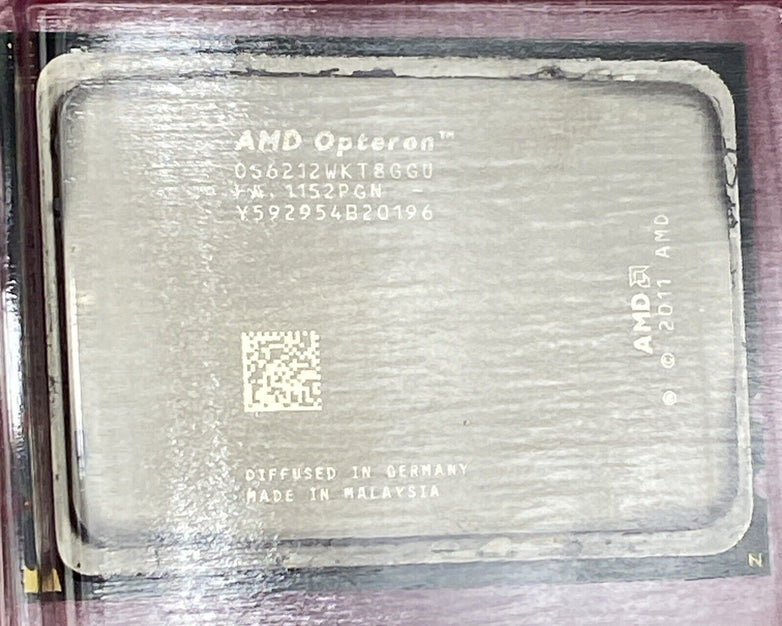 AMD Opteron™
OS6212WKT8GGU
1152PGN
Y592954B20196
DIFFUSED IN GERMANY
MADE IN MALAYSIA
AMD
© 2011 AMD
Z